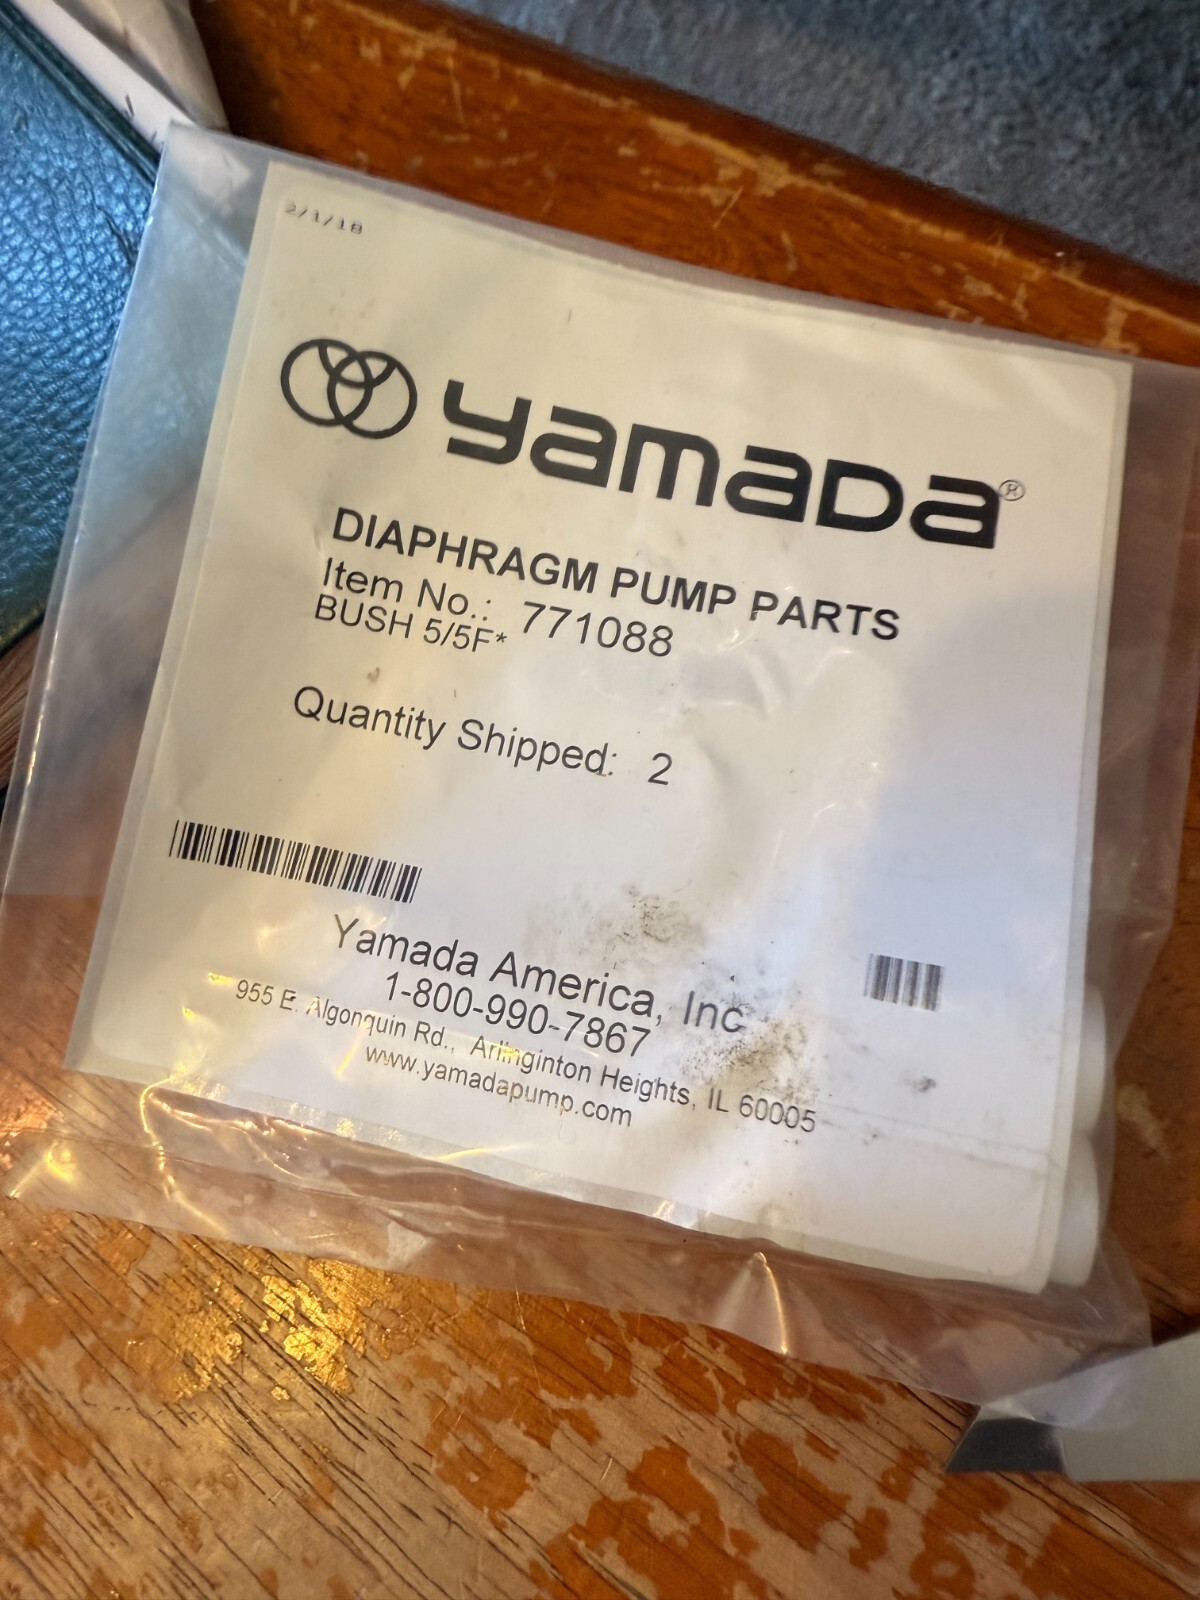 2/1/18
yamada®
DIAPHRAGM PUMP PARTS
Item No.: 771088
BUSH 5/5F*
Quantity Shipped: 2
Yamada America, Inc
1-800-990-7867
955 E. Algonquin Rd., Arlinginton Heights, IL 60005
www.yamadapump.com